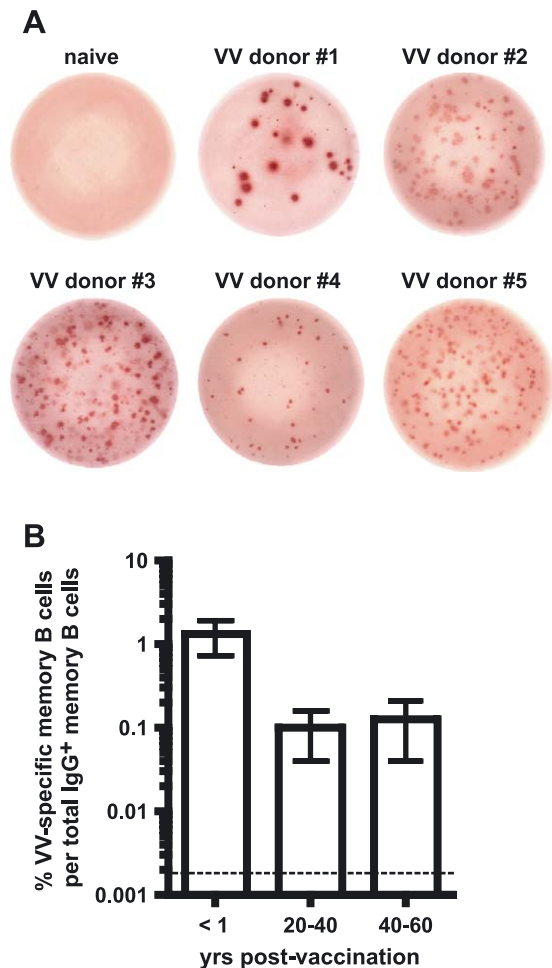 A
naive
VV donor #1
VV donor #2
VV donor #3
VV donor #4
VV donor #5
B
% VV-specific memory B cells
per total IgG⁺ memory B cells
10
1
0.1
0.01
0.001
< 1
20-40
40-60
yrs post-vaccination